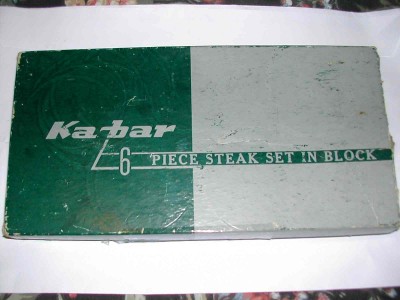 Ka-bar
6 PIECE STEAK SET IN BLOCK